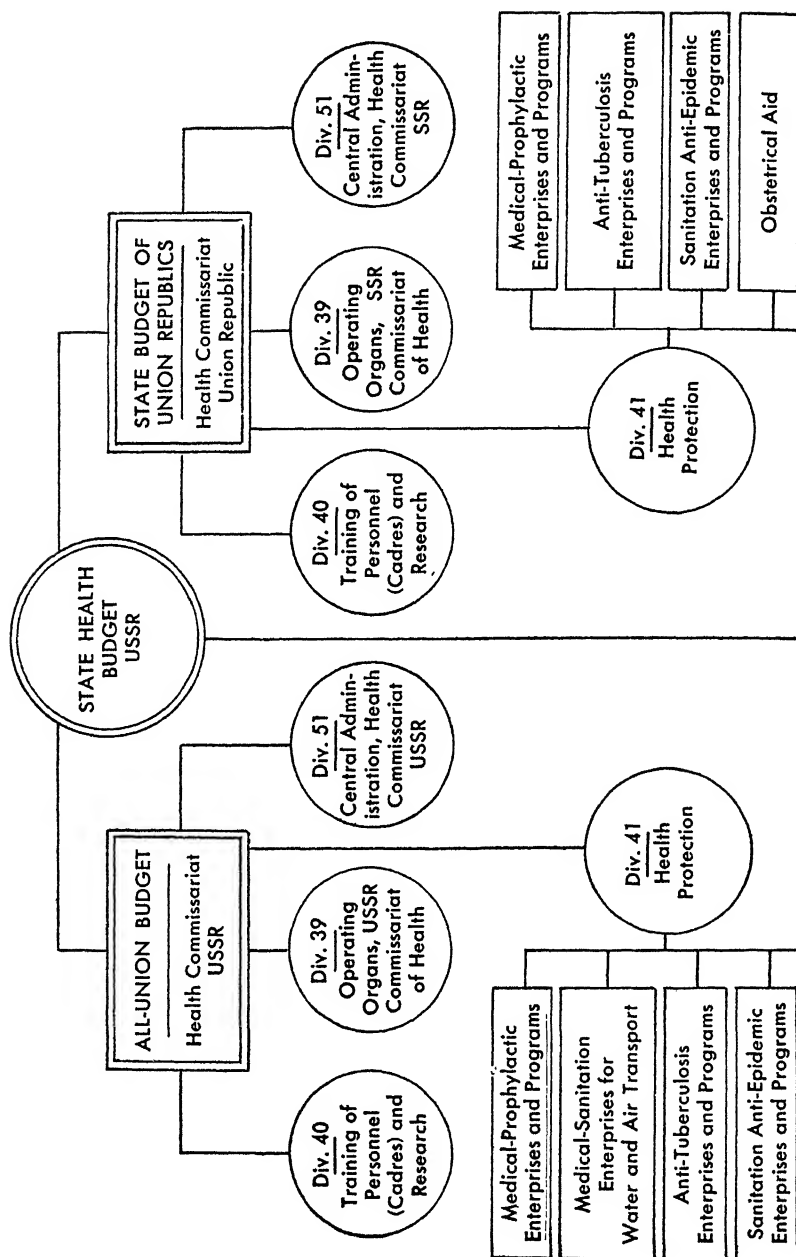 STATE HEALTH
BUDGET
USSR
ALL-UNION BUDGET
Health Commissariat
USSR
STATE BUDGET OF
UNION REPUBLICS
Health Commissariat
Union Republic
Div. 40
Training of
Personnel
(Cadres) and
Research
Div. 39
Operating
Organs, USSR
Commissariat
of Health
Div. 51
Central Admin-
istration, Health
Commissariat
USSR
Div. 40
Training of
Personnel
(Cadres) and
Research
Div. 39
Operating
Organs, SSR
Commissariat
of Health
Div. 51
Central Admin-
istration, Health
Commissariat
SSR
Div. 41
Health
Protection
Div. 41
Health
Protection
Medical-Prophylactic
Enterprises and Programs
Medical-Sanitation
Enterprises for
Water and Air Transport
Anti-Tuberculosis
Enterprises and Programs
Sanitation Anti-Epidemic
Enterprises and Programs
Medical-Prophylactic
Enterprises and Programs
Anti-Tuberculosis
Enterprises and Programs
Sanitation Anti-Epidemic
Enterprises and Programs
Obstetrical Aid